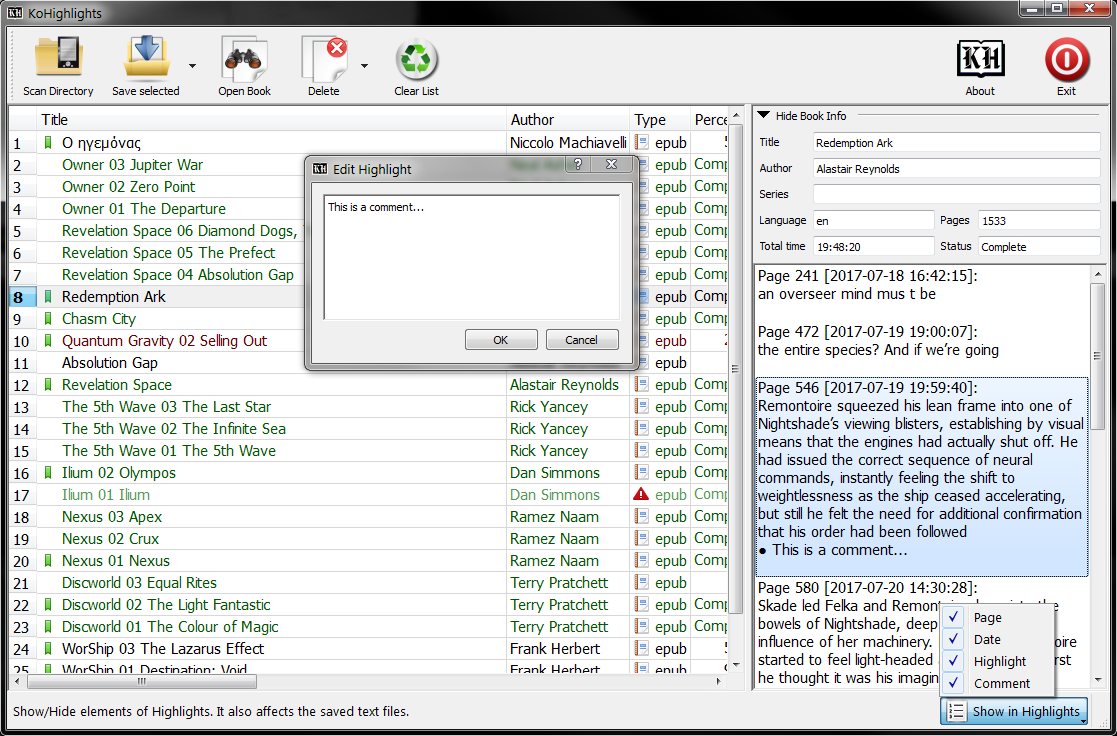 KoHighlights
Scan Directory
Save selected
Open Book
Delete
Clear List
KH
About
Exit
Title Author Type Perce
1 Ο ηγεμόνας Niccolo Machiavelli epub 5
2 Owner 03 Jupiter War epub Comp
3 Owner 02 Zero Point epub Comp
4 Owner 01 The Departure epub Comp
5 Revelation Space 06 Diamond Dogs, epub Comp
6 Revelation Space 05 The Prefect epub Comp
7 Revelation Space 04 Absolution Gap epub Comp
8 Redemption Ark epub Comp
9 Chasm City epub Comp
10 Quantum Gravity 02 Selling Out epub 2
11 Absolution Gap epub
12 Revelation Space Alastair Reynolds epub Comp
13 The 5th Wave 03 The Last Star Rick Yancey epub Comp
14 The 5th Wave 02 The Infinite Sea Rick Yancey epub Comp
15 The 5th Wave 01 The 5th Wave Rick Yancey epub Comp
16 Ilium 02 Olympos Dan Simmons epub Comp
17 Ilium 01 Ilium Dan Simmons epub Comp
18 Nexus 03 Apex Ramez Naam epub Comp
19 Nexus 02 Crux Ramez Naam epub Comp
20 Nexus 01 Nexus Ramez Naam epub Comp
21 Discworld 03 Equal Rites Terry Pratchett epub
22 Discworld 02 The Light Fantastic Terry Pratchett epub Comp
23 Discworld 01 The Colour of Magic Terry Pratchett epub Comp
24 WorShip 03 The Lazarus Effect Frank Herbert epub 5
25 WorShip 01 Destination: Void Frank Herbert epub 9
KH Edit Highlight ?
This is a comment...
OK Cancel
Hide Book Info
Title Redemption Ark
Author Alastair Reynolds
Series
Language en Pages 1533
Total time 19:48:20 Status Complete
Page 241 [2017-07-18 16:42:15]:
an overseer mind mus t be
Page 472 [2017-07-19 19:00:07]:
the entire species? And if we're going
Page 546 [2017-07-19 19:59:40]:
Remontoire squeezed his lean frame into one of
Nightshade's viewing blisters, establishing by visual
means that the engines had actually shut off. He
had issued the correct sequence of neural
commands, instantly feeling the shift to
weightlessness as the ship ceased accelerating,
but still he felt the need for additional confirmation
that his order had been followed
● This is a comment...
Page 580 [2017-07-20 14:30:28]:
Skade led Felka and Remont
bowels of Nightshade, deep
influence of her machinery. oire
started to feel light-headed rst
he thought it was his imagin
Page
Date
Highlight
Comment
Show in Highlights
Show/Hide elements of Highlights. It also affects the saved text files.